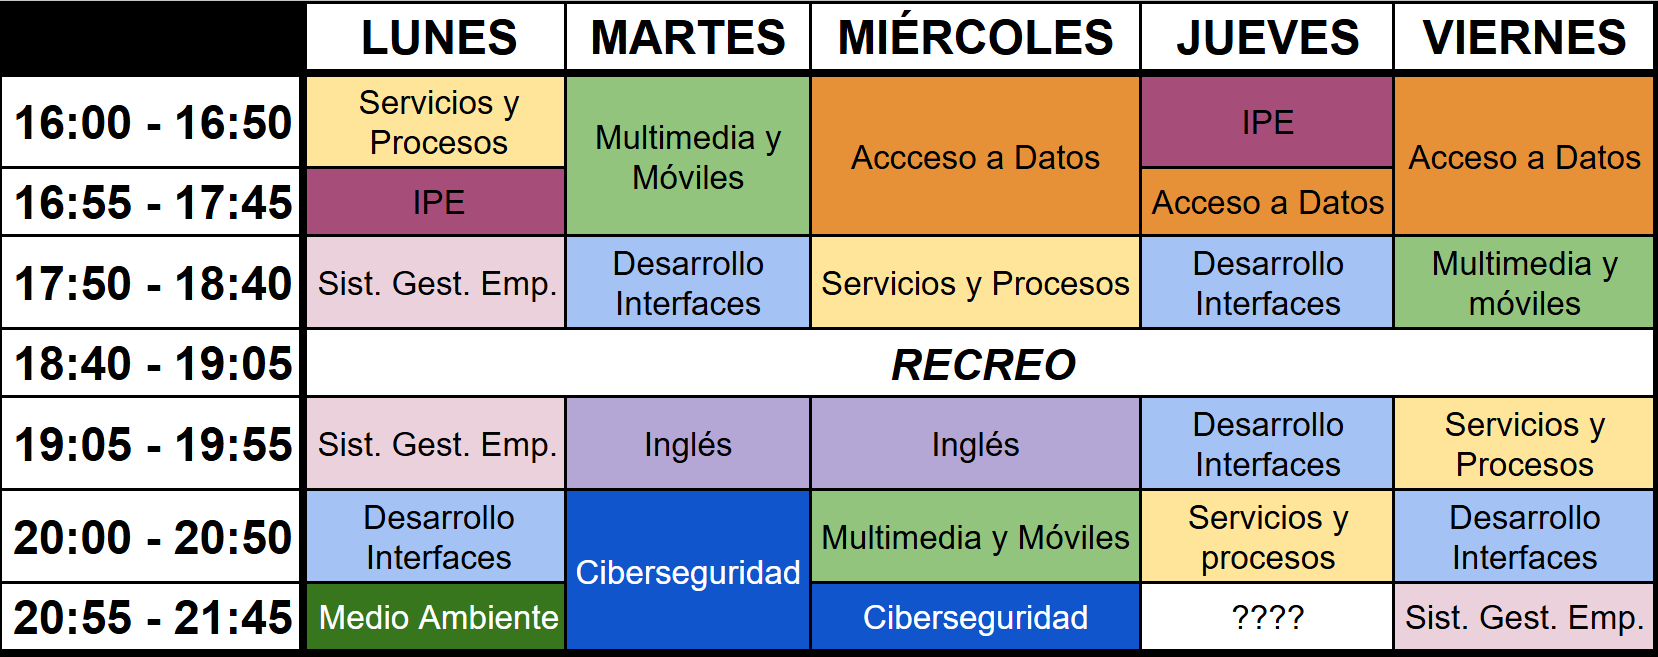 LUNES MARTES MIÉRCOLES JUEVES VIERNES
16:00 - 16:50
Servicios y
Procesos
Multimedia y
Móviles
Accceso a Datos
IPE
Acceso a Datos
16:55 - 17:45
IPE
Acceso a Datos
17:50 - 18:40
Sist. Gest. Emp.
Desarrollo
Interfaces
Servicios y Procesos
Desarrollo
Interfaces
Multimedia y
móviles
18:40 - 19:05
RECREO
19:05 - 19:55
Sist. Gest. Emp.
Inglés
Inglés
Desarrollo
Interfaces
Servicios y
Procesos
20:00 - 20:50
Desarrollo
Interfaces
Ciberseguridad
Multimedia y Móviles
Servicios y
procesos
Desarrollo
Interfaces
20:55 - 21:45
Medio Ambiente
Ciberseguridad
????
Sist. Gest. Emp.